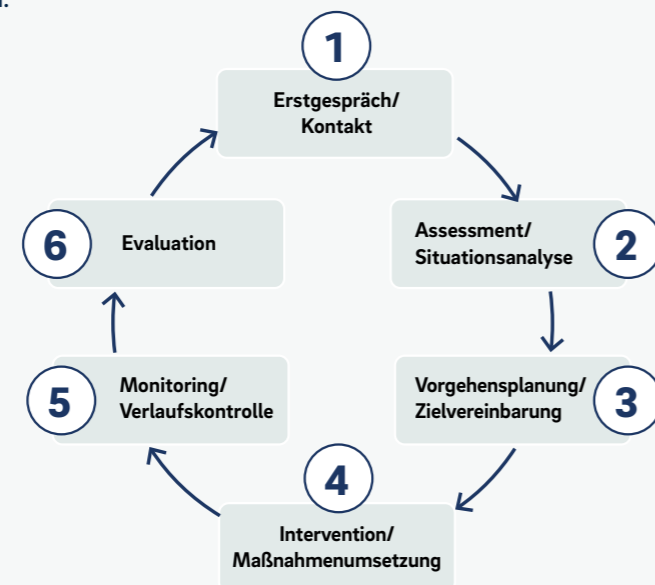 1
Erstgespräch/
Kontakt
2
Assessment/
Situationsanalyse
3
Vorgehensplanung/
Zielvereinbarung
4
Intervention/
Maßnahmenumsetzung
5
Monitoring/
Verlaufskontrolle
6
Evaluation